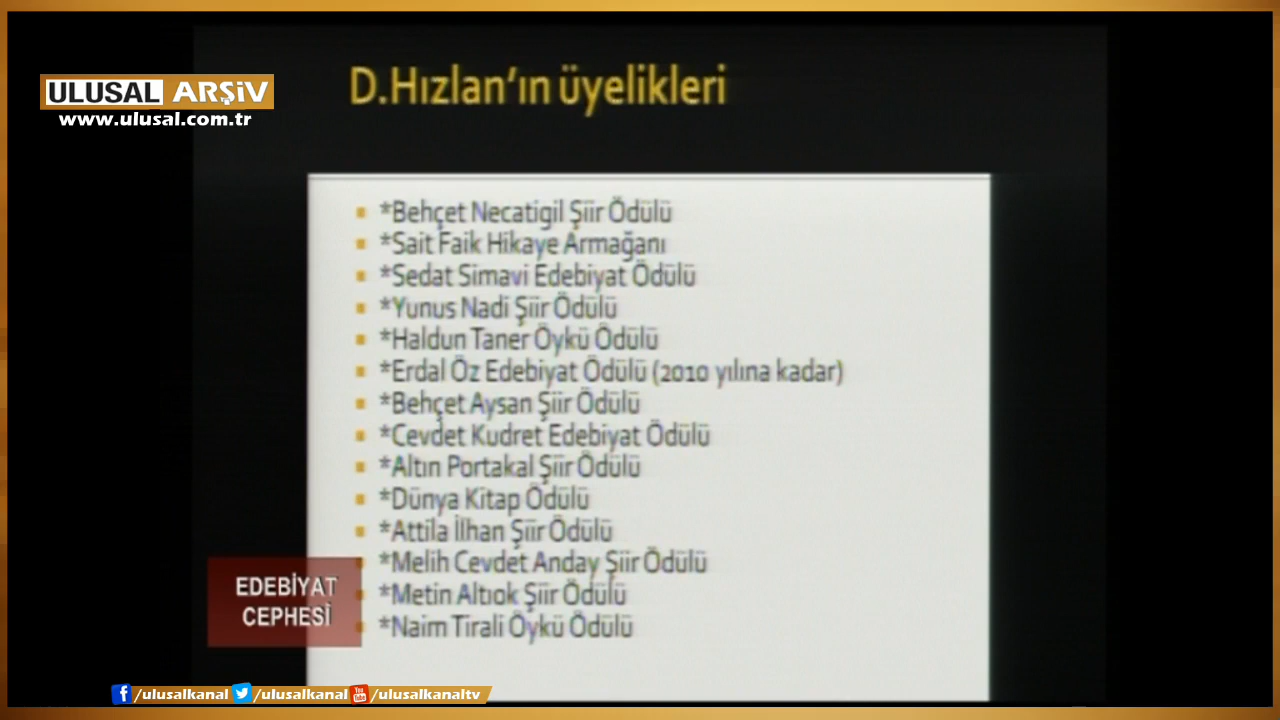 ULUSAL ARŞİV
www.ulusal.com.tr
D.Hızlan'ın üyelikleri
*Behçet Necatigil Şiir Ödülü
*Sait Faik Hikaye Armağanı
*Sedat Simavi Edebiyat Ödülü
*Yunus Nadi Şiir Ödülü
*Haldun Taner Öykü Ödülü
*Erdal Öz Edebiyat Ödülü (2010 yılına kadar)
*Behçet Aysan Şiir Ödülü
*Cevdet Kudret Edebiyat Ödülü
*Altın Portakal Şiir Ödülü
*Dünya Kitap Ödülü
*Attila İlhan Şiir Ödülü
*Melih Cevdet Anday Şiir Ödülü
*Metin Altıok Şiir Ödülü
*Naim Tirali Öykü Ödülü
EDEBİYAT
CEPHESİ
/ulusalkanal /ulusalkanal You Tube /ulusalkanaltv